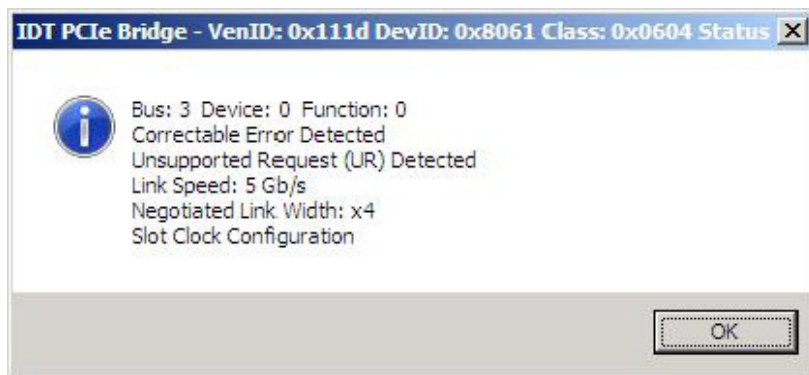 IDT PCIe Bridge - VenID: 0x111d DevID: 0x8061 Class: 0x0604 Status
Bus: 3 Device: 0 Function: 0
Correctable Error Detected
Unsupported Request (UR) Detected
Link Speed: 5 Gb/s
Negotiated Link Width: x4
Slot Clock Configuration
OK